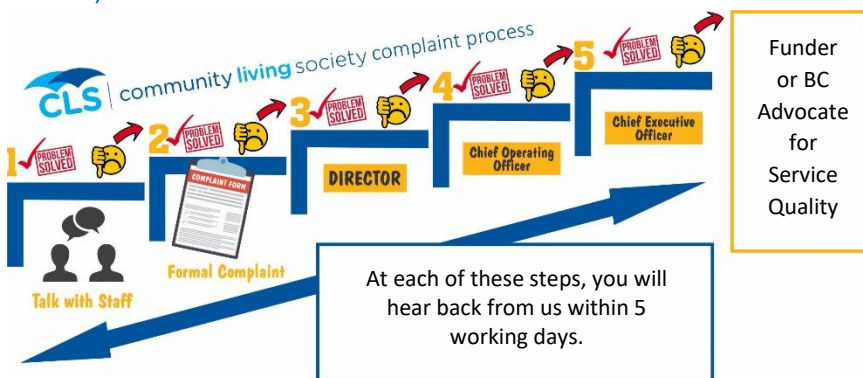 CLS
community living society complaint process
1 PROBLEM SOLVED
Talk with Staff
2 PROBLEM SOLVED
COMPLAINT FORM
Formal Complaint
3 PROBLEM SOLVED
DIRECTOR
4 PROBLEM SOLVED
Chief Operating
Officer
5 PROBLEM SOLVED
Chief Executive
Officer
Funder
or BC
Advocate
for
Service
Quality
At each of these steps, you will
hear back from us within 5
working days.